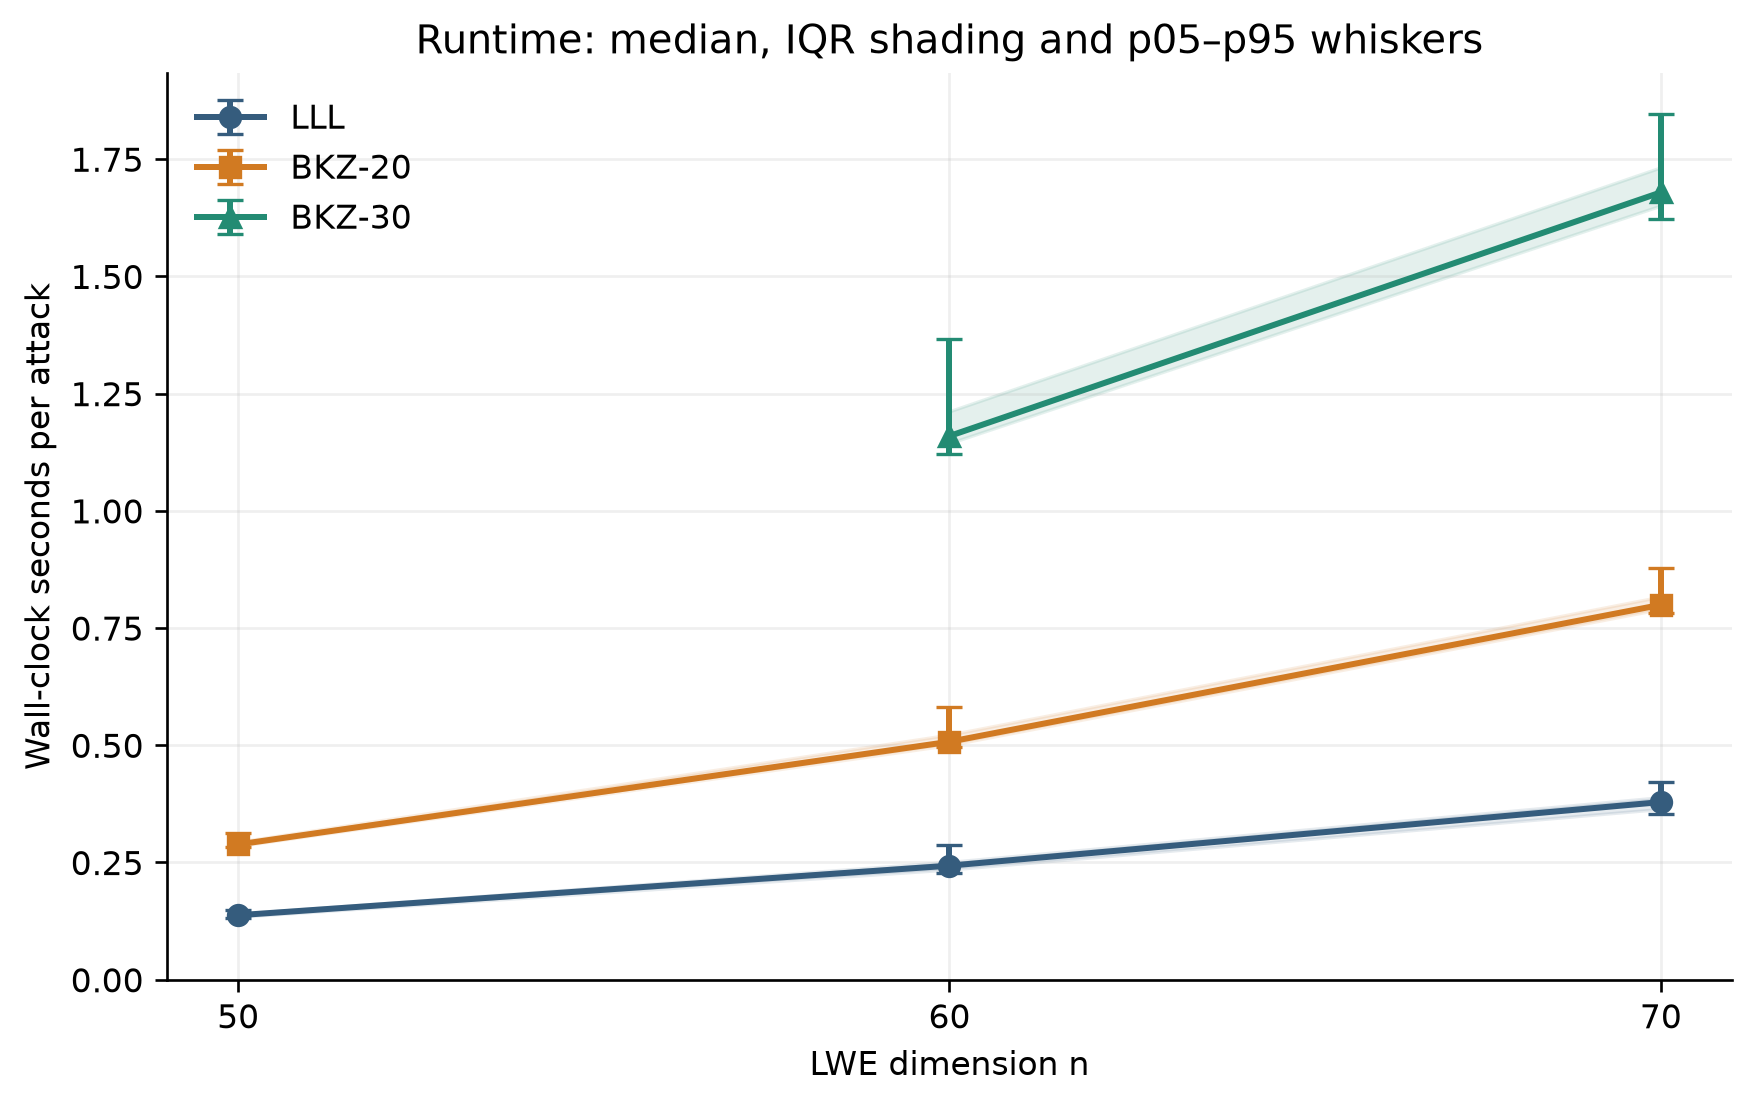 Runtime: median, IQR shading and p05–p95 whiskers
LLL
BKZ-20
BKZ-30
1.75
1.50
1.25
1.00
0.75
0.50
0.25
0.00
Wall-clock seconds per attack
50
60
70
LWE dimension n